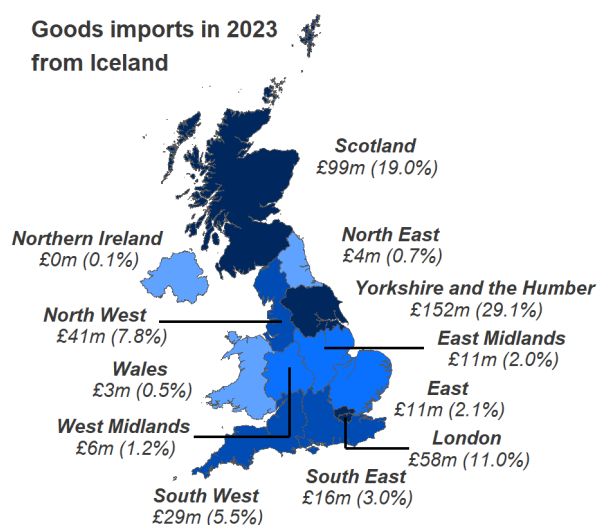 Goods imports in 2023
from Iceland
Scotland
£99m (19.0%)
Northern Ireland
£0m (0.1%)
North East
£4m (0.7%)
Yorkshire and the Humber
£152m (29.1%)
North West
£41m (7.8%)
East Midlands
£11m (2.0%)
Wales
£3m (0.5%)
East
£11m (2.1%)
West Midlands
£6m (1.2%)
London
£58m (11.0%)
South East
£16m (3.0%)
South West
£29m (5.5%)